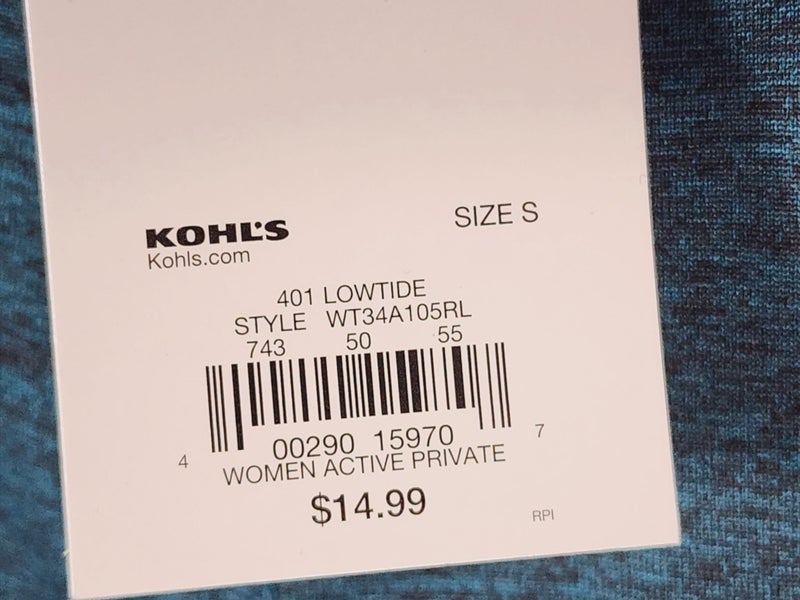 KOHL'S
SIZE S
Kohls.com
401 LOWTIDE
STYLE WT34A105RL
743 50 55
4 00290 15970 7
WOMEN ACTIVE PRIVATE
$14.99
RPI